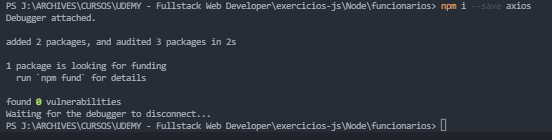 PS J:\ARCHIVES\CURSOS\UDEMY - Fullstack Web Developer\exercicios-js\Node\funcionarios> npm i --save axios
Debugger attached.
added 2 packages, and audited 3 packages in 2s
1 package is looking for funding
run `npm fund` for details
found 0 vulnerabilities
Waiting for the debugger to disconnect...
PS J:\ARCHIVES\CURSOS\UDEMY - Fullstack Web Developer\exercicios-js\Node\funcionarios>